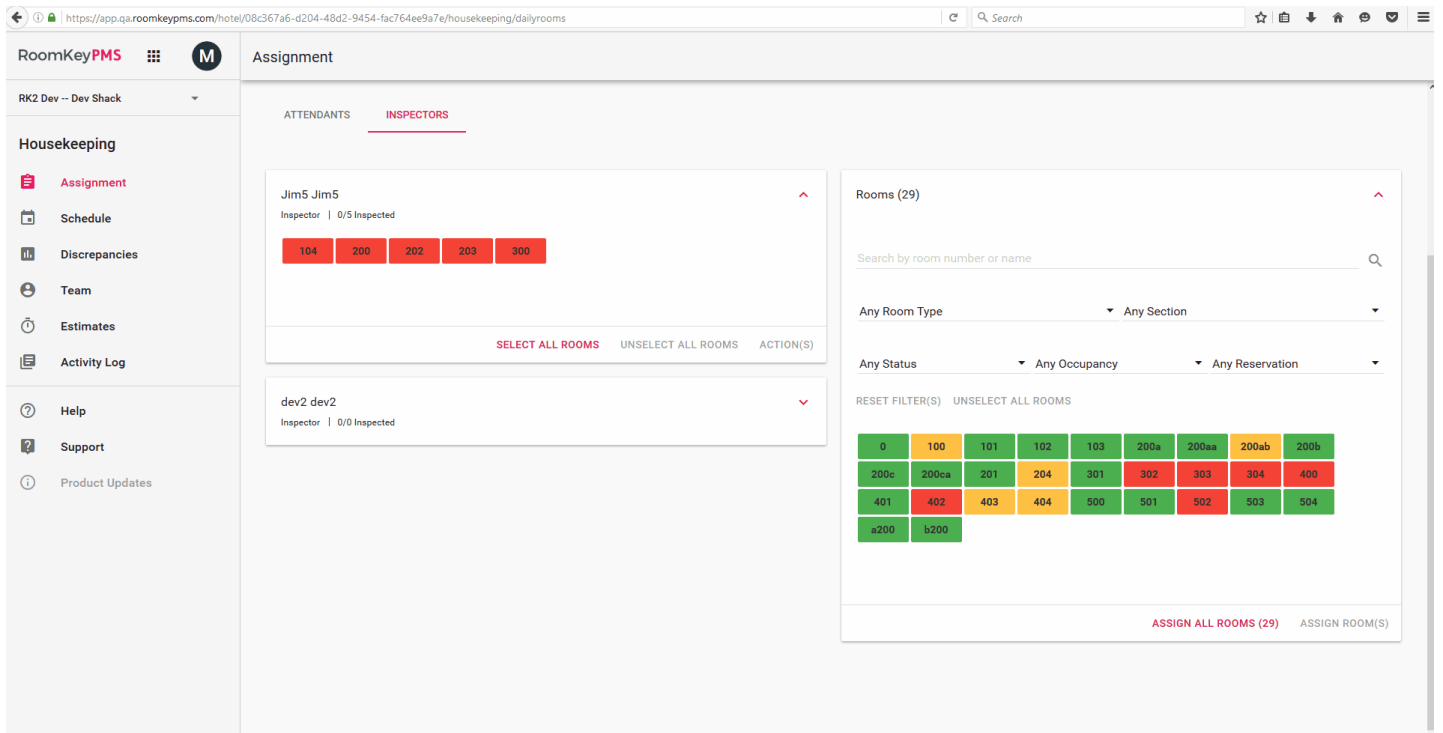 https://app.qa.roomkeypms.com/hotel/08c367a6-d204-48d2-9454-fac764ee9a7e/housekeeping/dailyrooms
Search
RoomKeyPMS
M
Assignment
RK2 Dev -- Dev Shack
ATTENDANTS
INSPECTORS
Housekeeping
Assignment
Schedule
Discrepancies
Team
Estimates
Activity Log
Help
Support
Product Updates
Jim5 Jim5
Inspector | 0/5 Inspected
104 200 202 203 300
SELECT ALL ROOMS UNSELECT ALL ROOMS ACTION(S)
dev2 dev2
Inspector | 0/0 Inspected
Rooms (29)
Search by room number or name
Any Room Type Any Section
Any Status Any Occupancy Any Reservation
RESET FILTER(S) UNSELECT ALL ROOMS
0 100 101 102 103 200a 200aa 200ab 200b
200c 200ca 201 204 301 302 303 304 400
401 402 403 404 500 501 502 503 504
a200 b200
ASSIGN ALL ROOMS (29) ASSIGN ROOM(S)